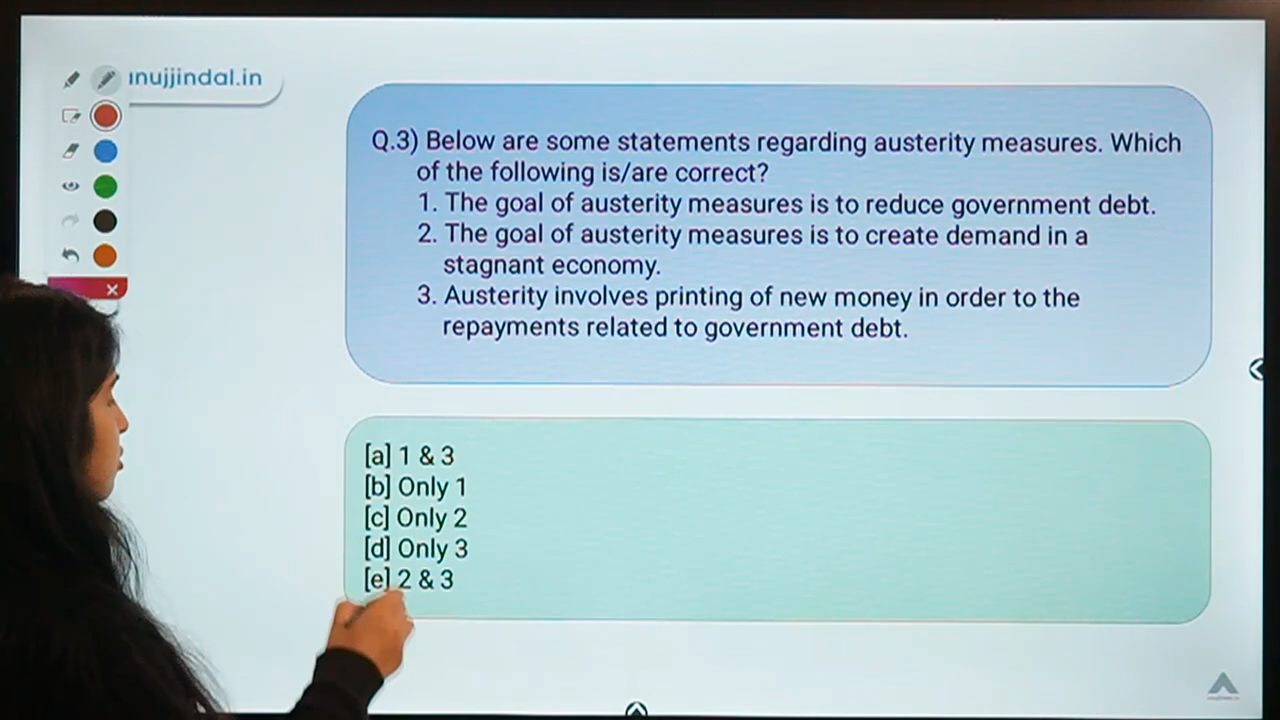 nujjindal.in
Q.3) Below are some statements regarding austerity measures. Which
of the following is/are correct?
1. The goal of austerity measures is to reduce government debt.
2. The goal of austerity measures is to create demand in a
stagnant economy.
3. Austerity involves printing of new money in order to the
repayments related to government debt.
[a] 1 & 3
[b] Only 1
[c] Only 2
[d] Only 3
[e] 2 & 3